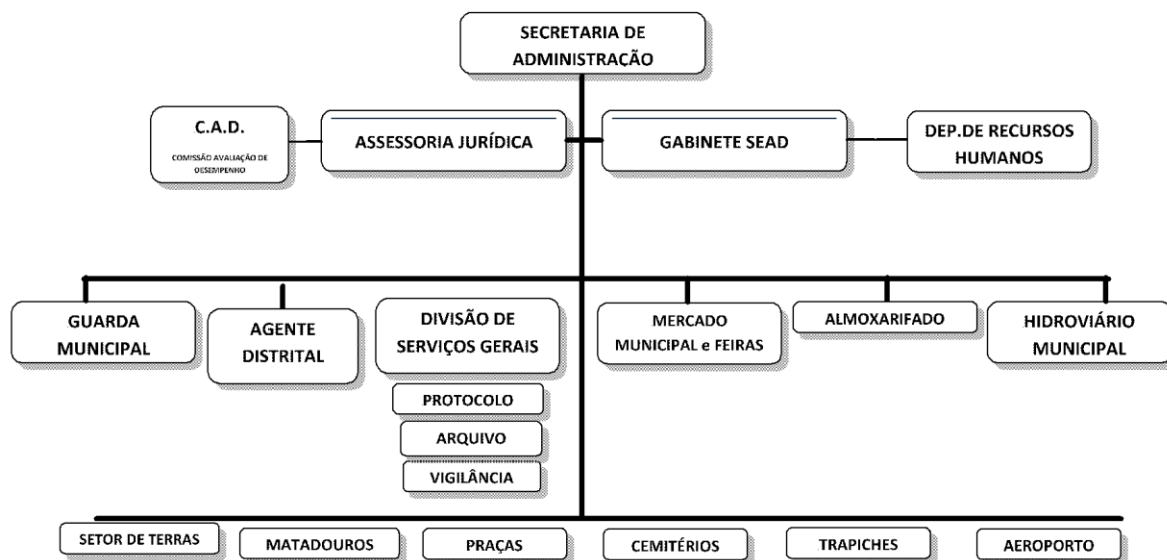 SECRETARIA DE
ADMINISTRAÇÃO
C.A.D.
COMISSÃO AVALIAÇÃO DE
DESEMPENHO
ASSESSORIA JURÍDICA
GABINETE SEAD
DEP.DE RECURSOS
HUMANOS
GUARDA
MUNICIPAL
AGENTE
DISTRITAL
DIVISÃO DE
SERVIÇOS GERAIS
PROTOCOLO
ARQUIVO
VIGILÂNCIA
MERCADO
MUNICIPAL e FEIRAS
ALMOXARIFADO
HIDROVIÁRIO
MUNICIPAL
SETOR DE TERRAS
MATADOUROS
PRAÇAS
CEMITÉRIOS
TRAPICHES
AEROPORTO